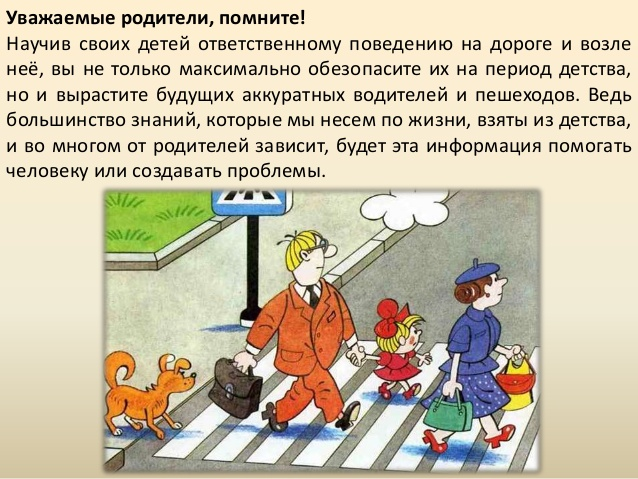 Уважаемые родители, помните!
Научив своих детей ответственному поведению на дороге и возле
неё, вы не только максимально обезопасите их на период детства,
но и вырастите будущих аккуратных водителей и пешеходов. Ведь
большинство знаний, которые мы несем по жизни, взяты из детства,
и во многом от родителей зависит, будет эта информация помогать
человеку или создавать проблемы.